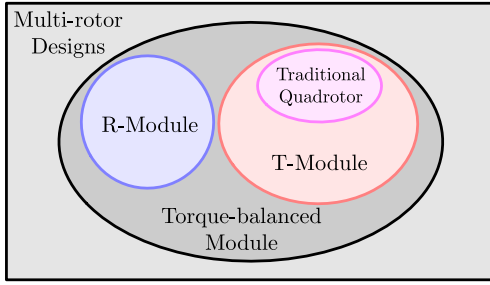 Multi-rotor
Designs
Traditional
Quadrotor
R-Module
T-Module
Torque-balanced
Module